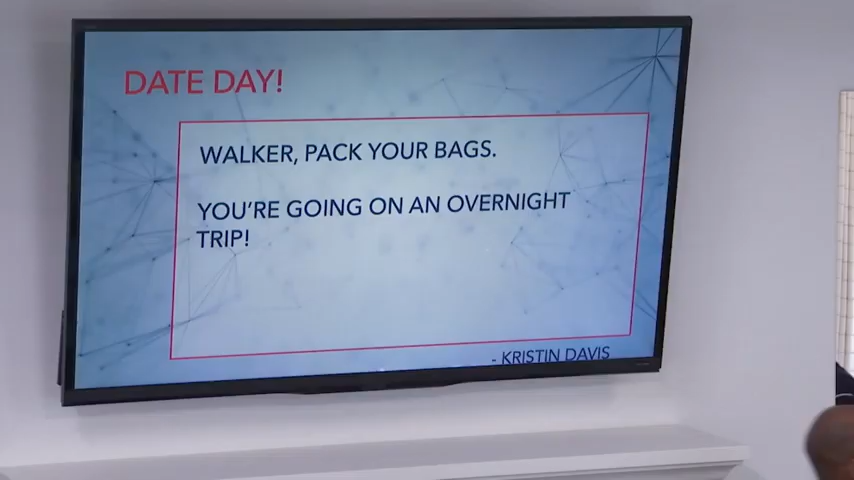 DATE DAY!
WALKER, PACK YOUR BAGS.
YOU'RE GOING ON AN OVERNIGHT
TRIP!
- KRISTIN DAVIS